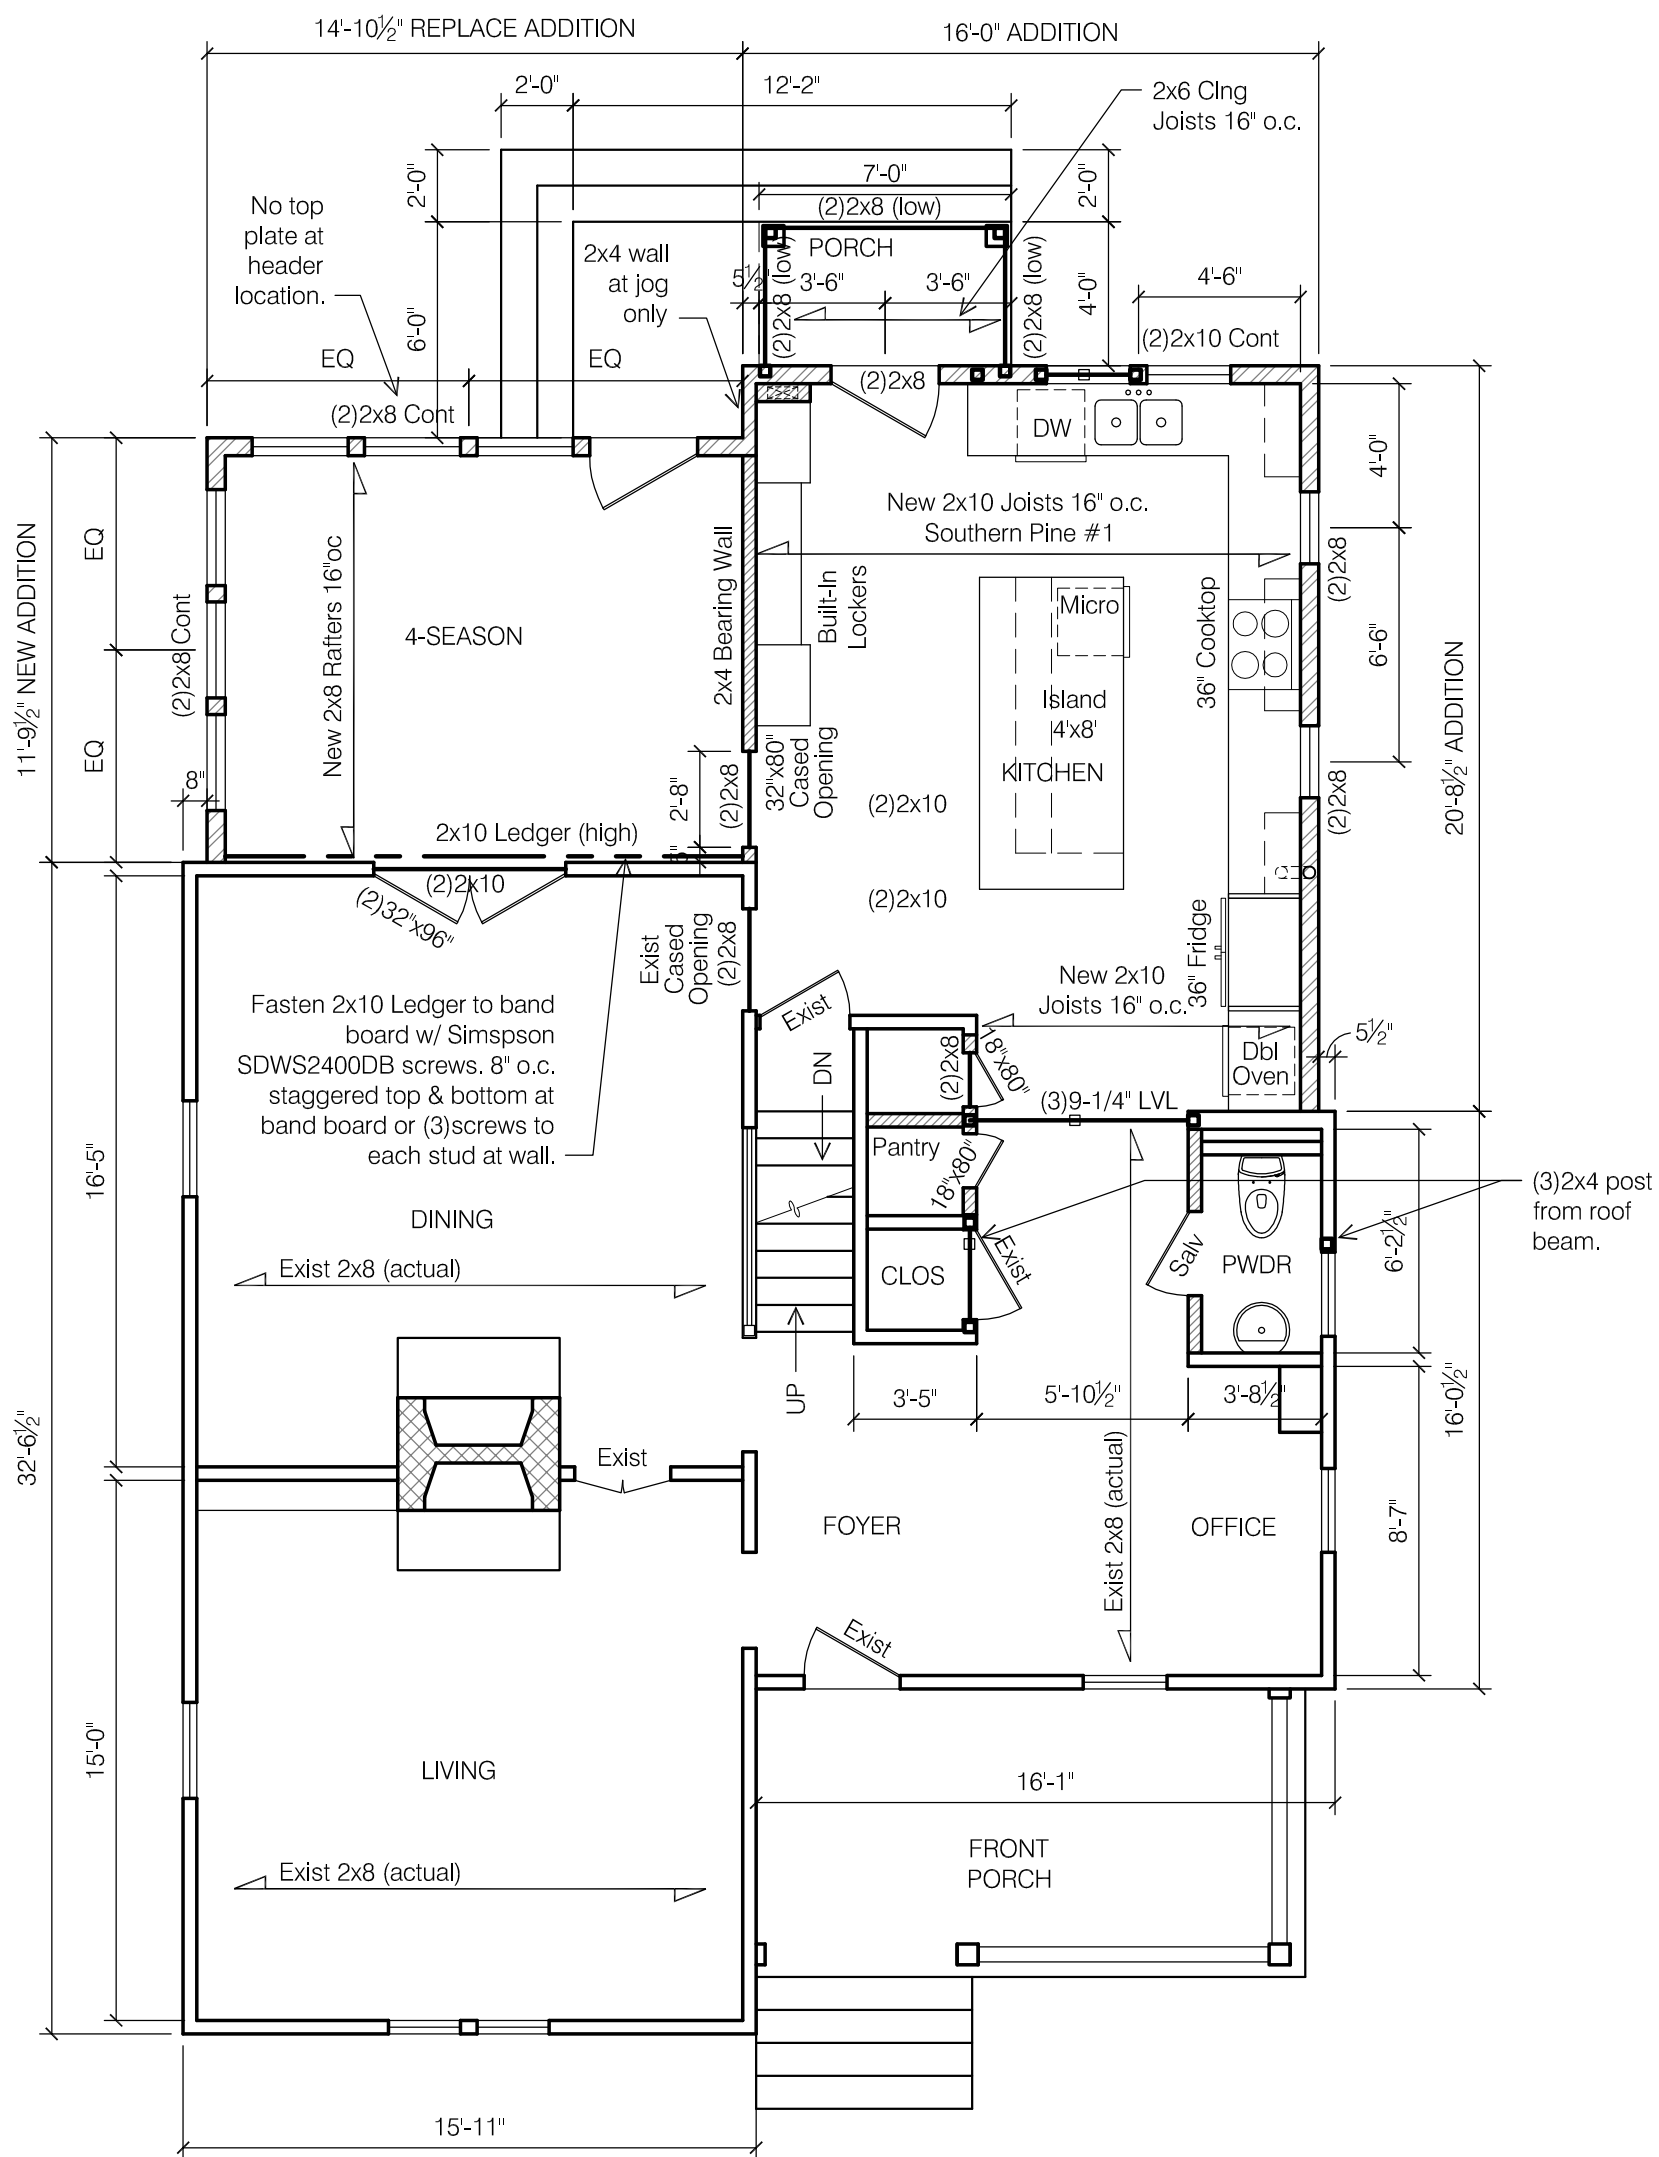 14'-10½" REPLACE ADDITION
16'-0" ADDITION
2'-0"
12'-2"
2x6 Clng
Joists 16" o.c.
2'-0"
7'-0"
2'-0"
(2)2x8 (low)
No top
plate at
header
location.
2x4 wall
at jog
only
PORCH
5½"
3'-6"
3'-6"
(2)2x8 (low)
(2)2x8 (low)
4'-0"
4'-6"
6'-0"
EQ
EQ
(2)2x10 Cont
(2)2x8
(2)2x8 Cont
DW
4'-0"
New 2x10 Joists 16" o.c.
Southern Pine #1
11'-9½" NEW ADDITION
EQ
EQ
(2)2x8 Cont
New 2x8 Rafters 16"oc
4-SEASON
2x4 Bearing Wall
Built-In
Lockers
Micro
Island
4'x8'
KITCHEN
36" Cooktop
(2)2x8
6'-6"
(2)2x8
20'-8½" ADDITION
8"
2'-8"
(2)2x8
32"x80"
Cased
Opening
(2)2x10
2x10 Ledger (high)
5"
(2)2x10
(2)32"x96"
(2)2x10
Exist
Cased
Opening
(2)2x8
36" Fridge
Fasten 2x10 Ledger to band
board w/ Simspson
SDWS2400DB screws. 8" o.c.
staggered top & bottom at
band board or (3)screws to
each stud at wall.
Exist
New 2x10
Joists 16" o.c.
5½"
DN
(2)2x8
18"x80"
Dbl
Oven
(3)9-1/4" LVL
Pantry
18"x80"
16'-5"
(3)2x4 post
from roof
beam.
DINING
Exist 2x8 (actual)
CLOS
Exist
Salv
PWDR
6'-2½"
UP
3'-5"
5'-10½"
3'-8½"
16'-0½"
32'-6½"
Exist
Exist 2x8 (actual)
FOYER
OFFICE
8'-7"
Exist
15'-0"
LIVING
16'-1"
FRONT
PORCH
Exist 2x8 (actual)
15'-11"